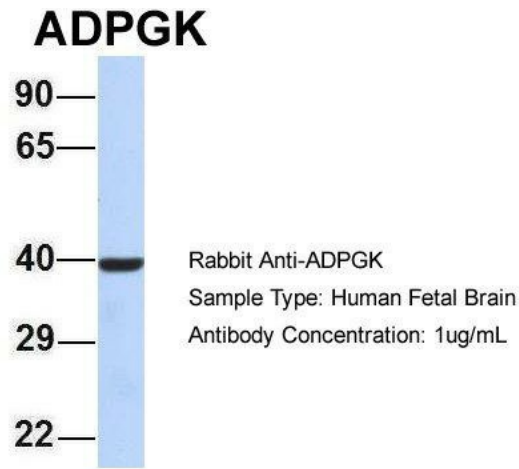 ADPGK
90
65
40
Rabbit Anti-ADPGK
Sample Type: Human Fetal Brain
29
Antibody Concentration: 1ug/mL
22